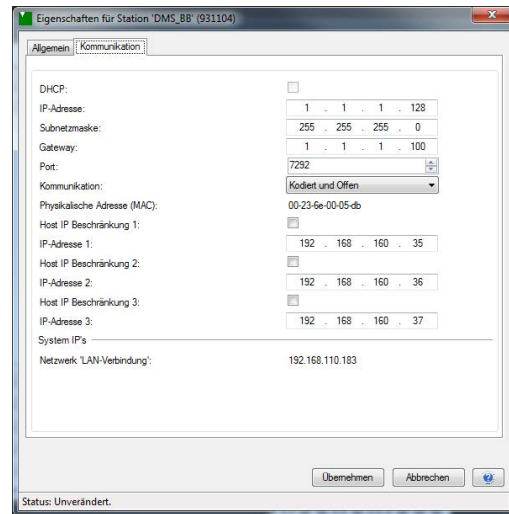 Eigenschaften für Station 'DMS_BB' (931104)
Allgemein Kommunikation
DHCP:
IP-Adresse: 1 . 1 . 1 . 128
Subnetzmaske: 255 . 255 . 255 . 0
Gateway: 1 . 1 . 1 . 100
Port: 7292
Kommunikation: Kodiert und Offen
Physikalische Adresse (MAC): 00-23-6e-00-05-db
Host IP Beschränkung 1:
IP-Adresse 1: 192 . 168 . 160 . 35
Host IP Beschränkung 2:
IP-Adresse 2: 192 . 168 . 160 . 36
Host IP Beschränkung 3:
IP-Adresse 3: 192 . 168 . 160 . 37
System IP's
Netzwerk 'LAN-Verbindung': 192.168.110.183
Übernehmen Abbrechen ?
Status: Unverändert.